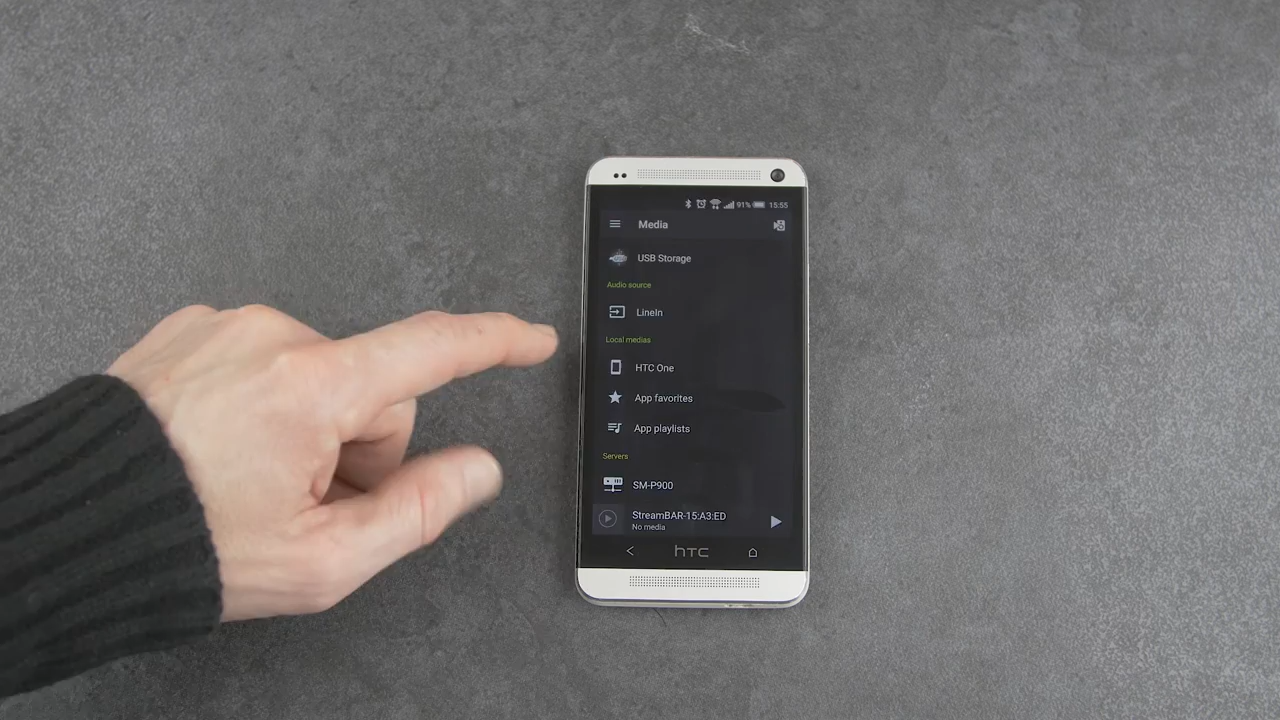 91% 15:55
Media
USB Storage
Audio source
LineIn
Local medias
HTC One
App favorites
App playlists
Servers
SM-P900
StreamBAR-15:A3:ED
No media
hTC